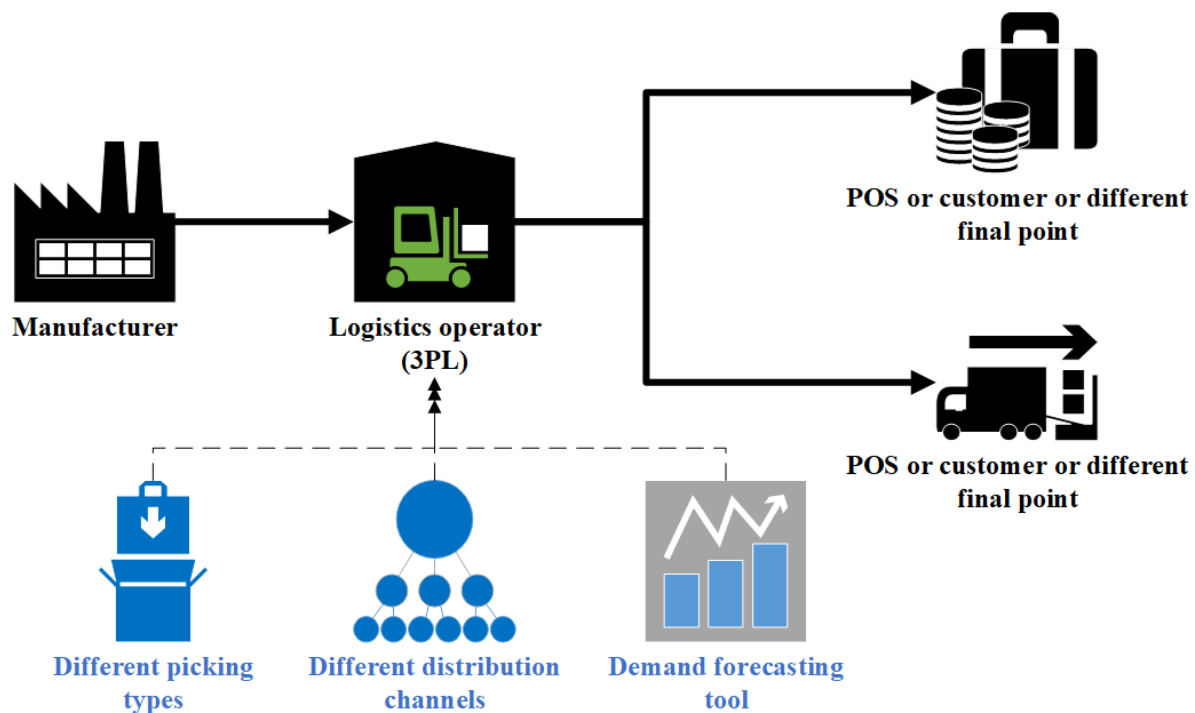 POS or customer or different
final point
Manufacturer
Logistics operator
(3PL)
POS or customer or different
final point
Different picking
types
Different distribution
channels
Demand forecasting
tool